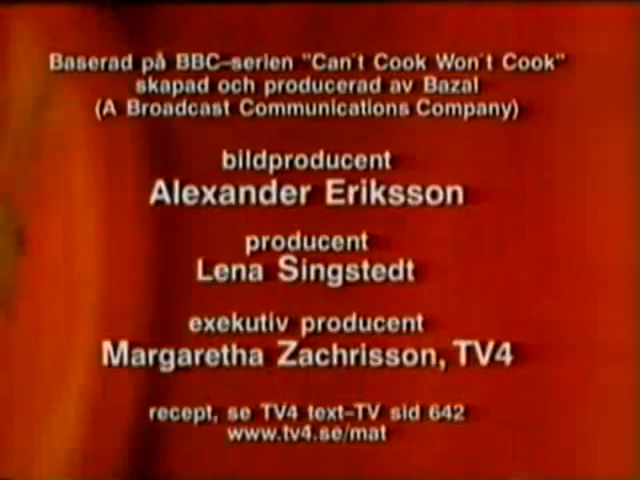 Baserad på BBC-serien "Can´t Cook Won´t Cook"
skapad och producerad av Bazal
(A Broadcast Communications Company)
bildproducent
Alexander Eriksson
producent
Lena Singstedt
exekutiv producent
Margaretha Zachrisson, TV4
recept, se TV4 text-TV sid 642
www.tv4.se/mat